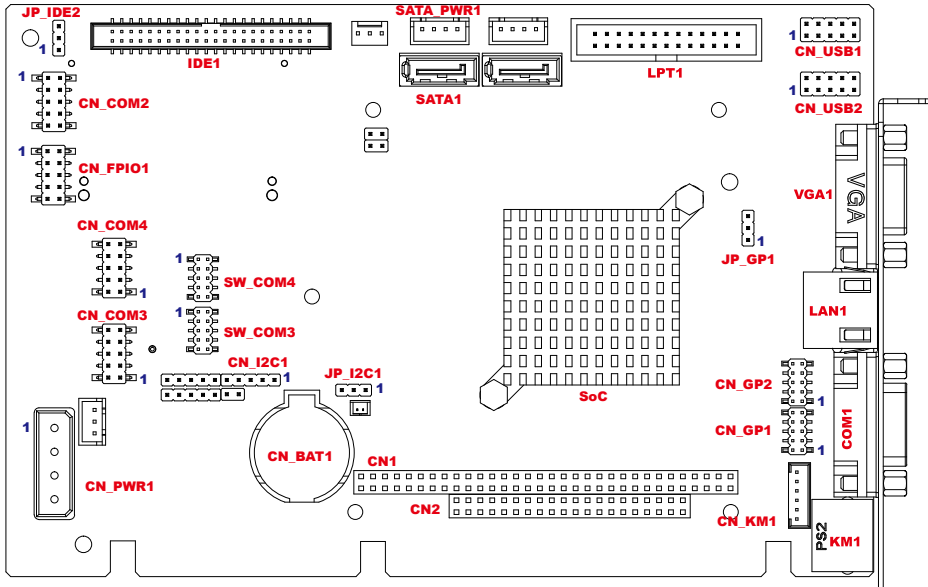 JP_IDE2
SATA_PWR1
1
IDE1
SATA1
LPT1
1
CN_USB1
1
CN_USB2
1
CN_COM2
1
CN_FPIO1
VGA1
VGA
CN_COM4
1
1
SW_COM4
JP_GP1
1
LAN1
CN_COM3
1
1
SW_COM3
CN_I2C1
1
JP_I2C1
1
SoC
CN_GP2
1
CN_GP1
1
COM1
1
CN_PWR1
CN_BAT1
CN1
CN2
CN_KM1
PS2
KM1